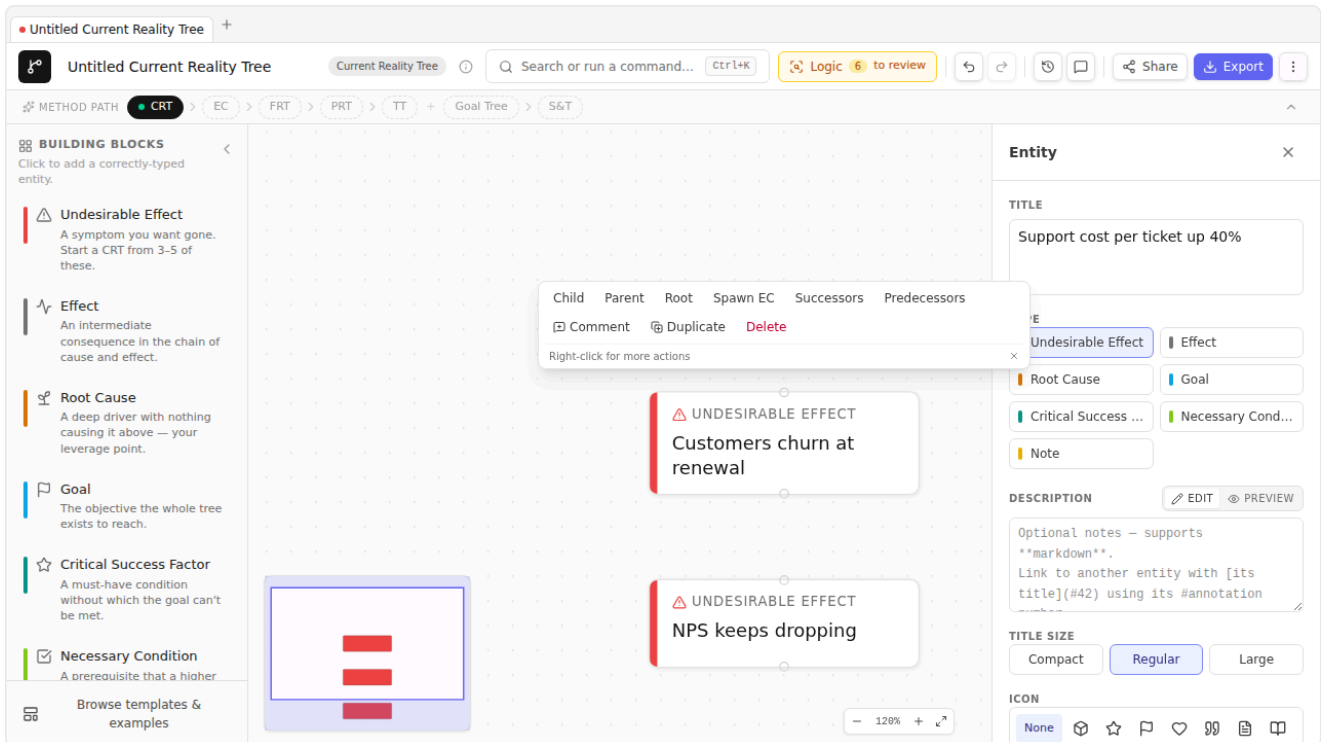 Untitled Current Reality Tree
Untitled Current Reality Tree
Current Reality Tree
Search or run a command...
Ctrl+K
Logic 6 to review
Share
Export
METHOD PATH
CRT
EC
FRT
PRT
TT
+
Goal Tree
S&T
BUILDING BLOCKS
Click to add a correctly-typed
entity.
Undesirable Effect
A symptom you want gone.
Start a CRT from 3–5 of
these.
Effect
An intermediate
consequence in the chain of
cause and effect.
Root Cause
A deep driver with nothing
causing it above — your
leverage point.
Goal
The objective the whole tree
exists to reach.
Critical Success Factor
A must-have condition
without which the goal can't
be met.
Necessary Condition
A prerequisite that a higher
Browse templates &
examples
Child Parent Root Spawn EC Successors Predecessors
Comment Duplicate Delete
Right-click for more actions
UNDESIRABLE EFFECT
Customers churn at
renewal
UNDESIRABLE EFFECT
NPS keeps dropping
120%
Entity
TITLE
Support cost per ticket up 40%
Undesirable Effect
Effect
Root Cause
Goal
Critical Success ...
Necessary Cond...
Note
DESCRIPTION
EDIT
PREVIEW
Optional notes — supports
**markdown**.
Link to another entity with [its
title](#42) using its #annotation
TITLE SIZE
Compact
Regular
Large
ICON
None